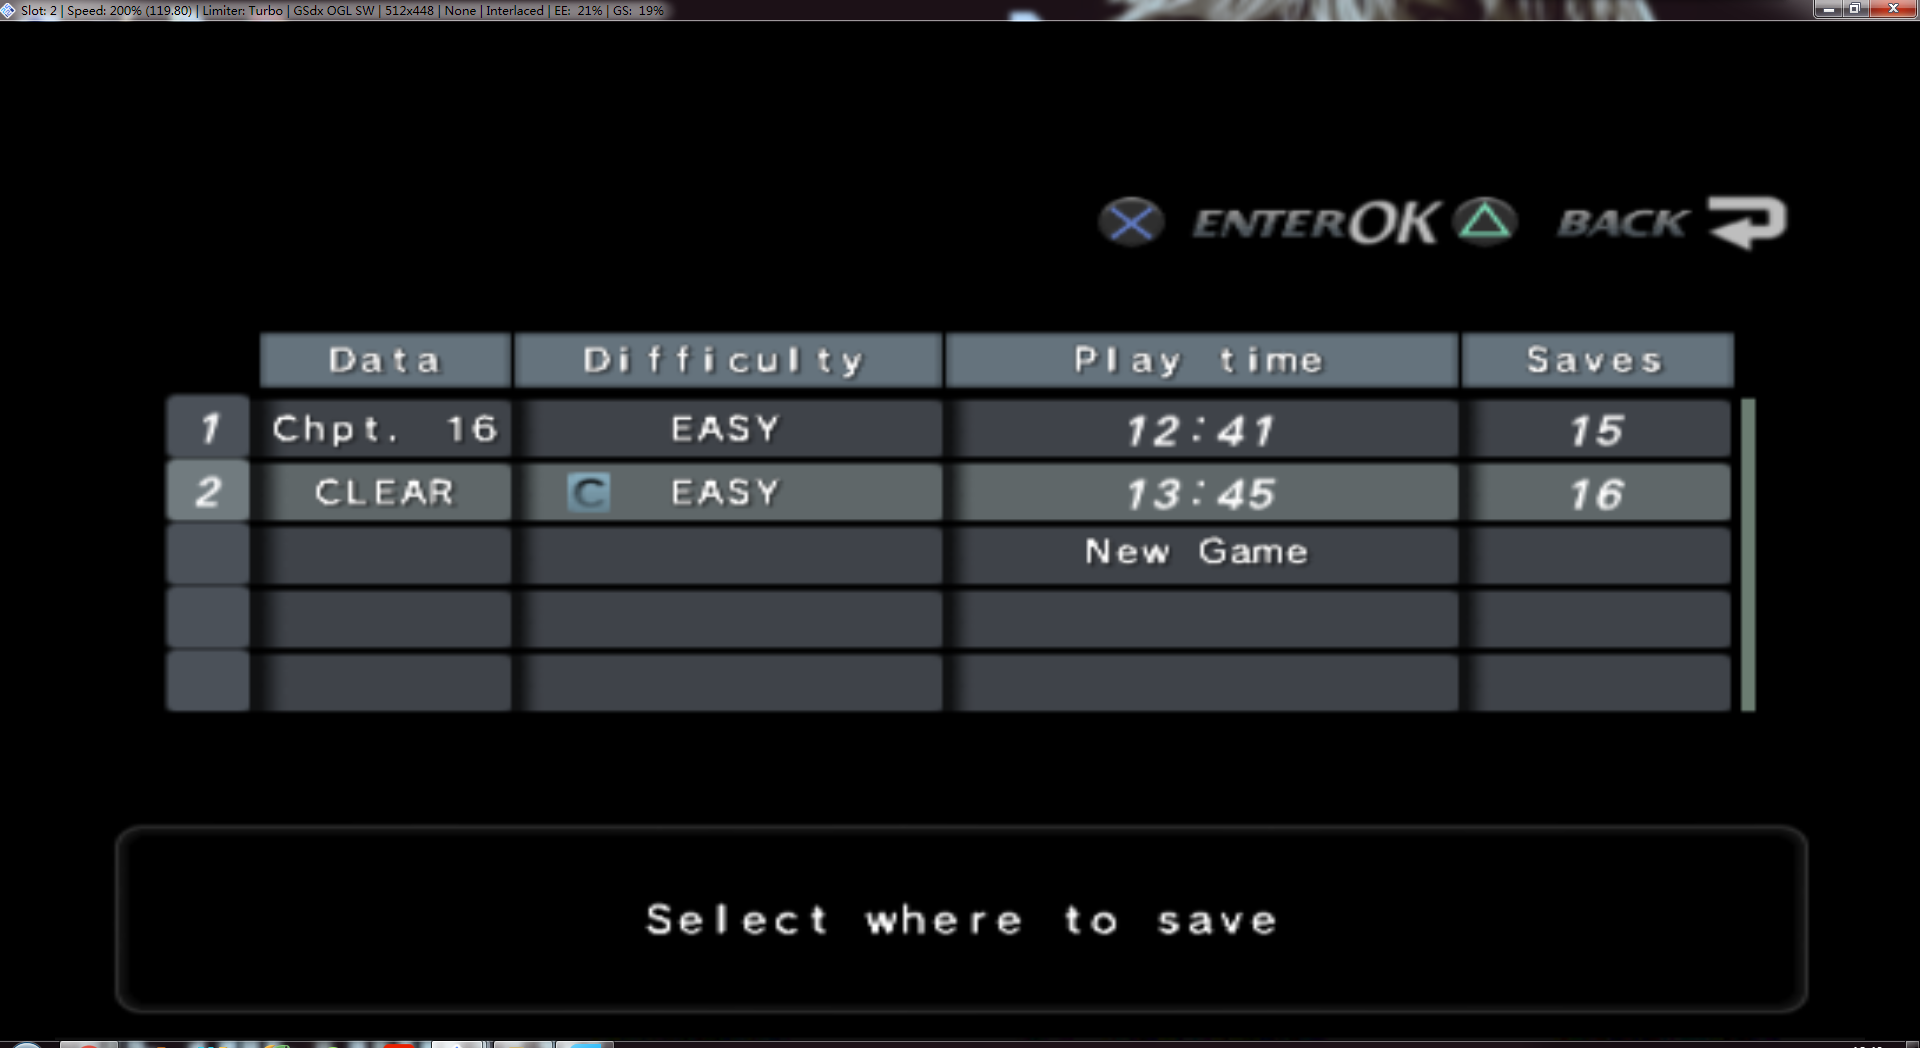 Slot: 2 | Speed: 200% (119.80) | Limiter: Turbo | GSdx OGL SW | 512x448 | None | Interlaced | EE: 21% | GS: 19%
ENTER OK BACK
Data Difficulty Play time Saves
1 Chpt. 16 EASY 12:41 15
2 CLEAR C EASY 13:45 16
New Game
Select where to save